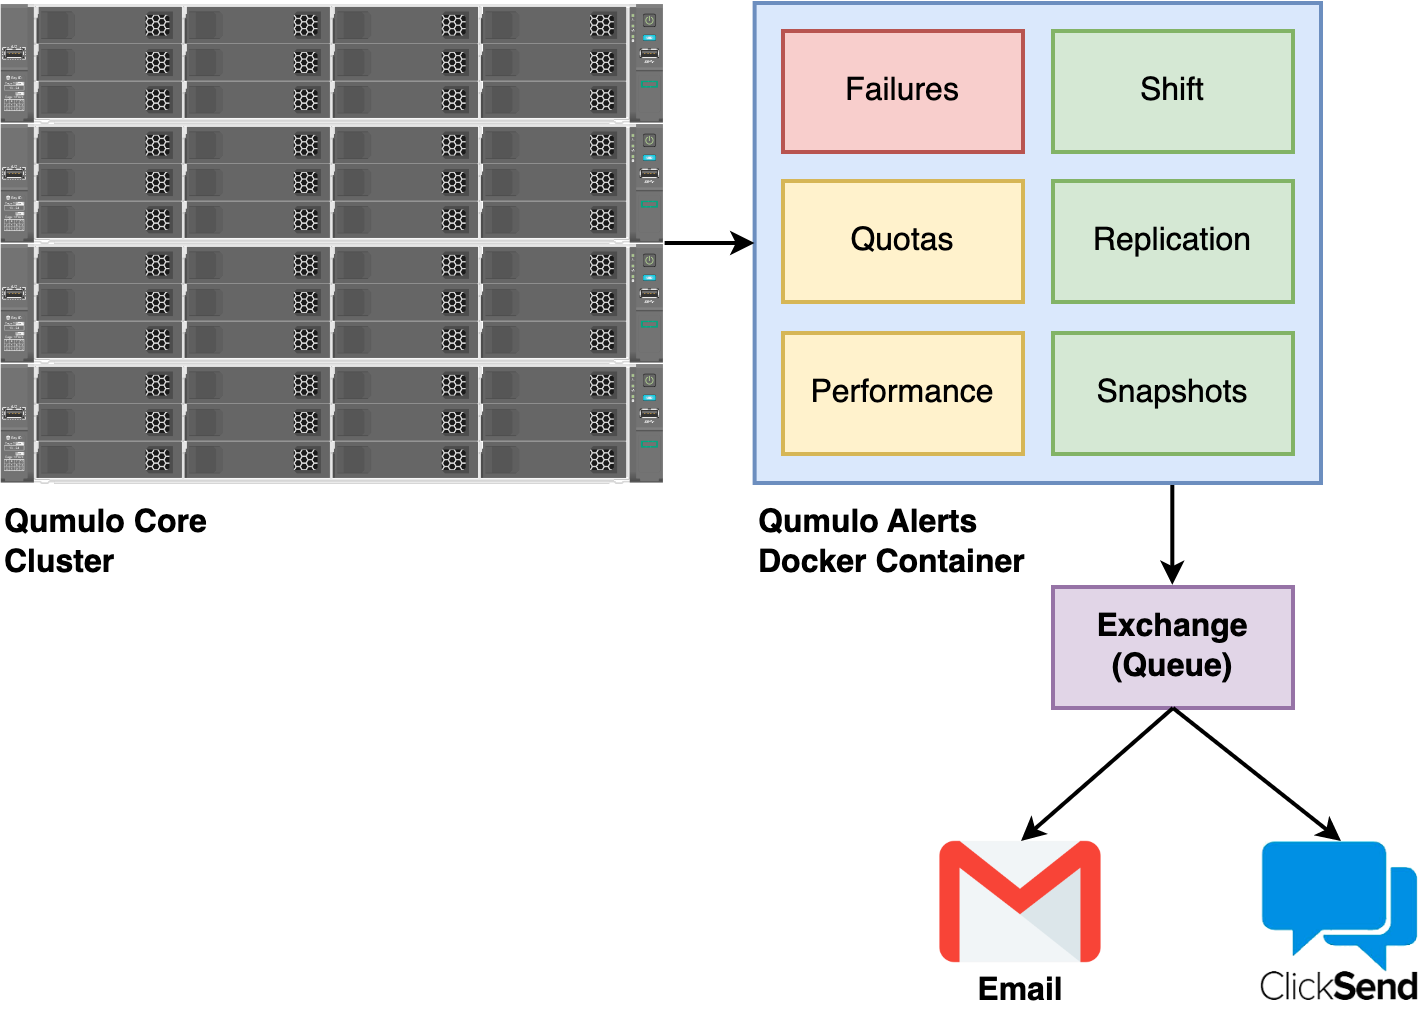 Failures
Shift
Quotas
Replication
Performance
Snapshots
Qumulo Core
Cluster
Qumulo Alerts
Docker Container
Exchange
(Queue)
Email
ClickSend